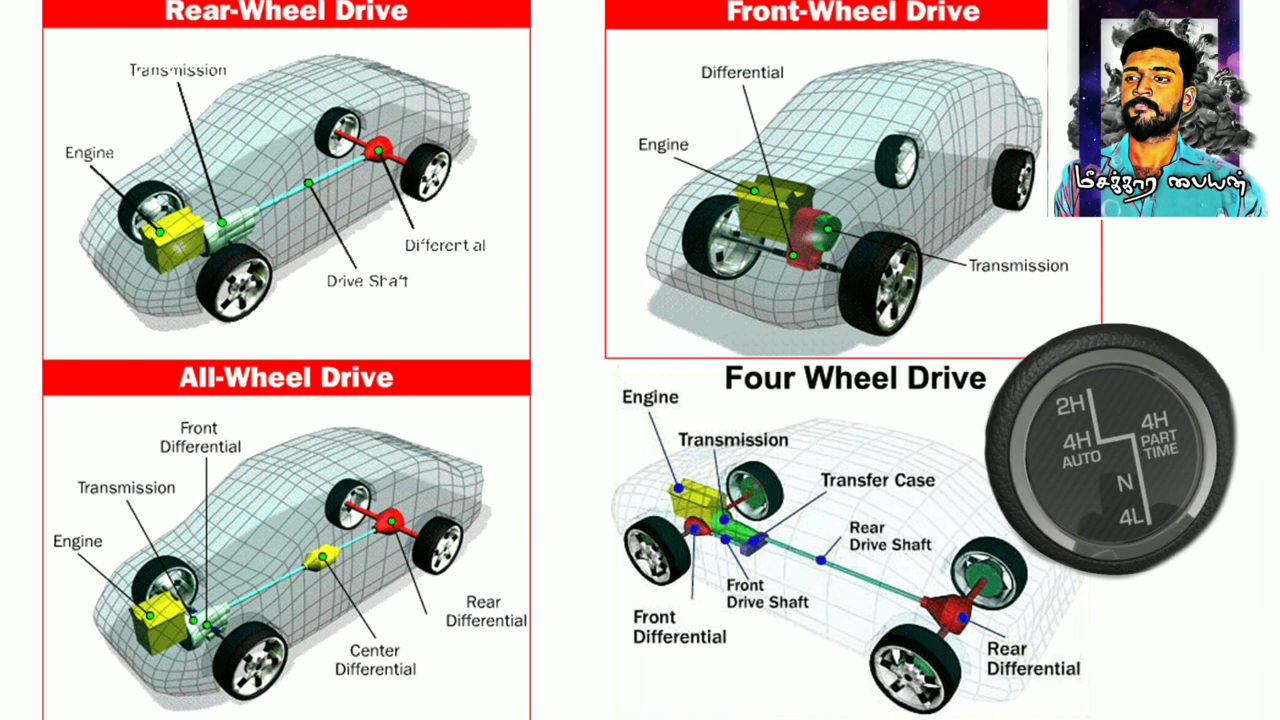 Rear-Wheel Drive
Transmission
Engine
Differential
Drive Shaft
Front-Wheel Drive
Differential
Engine
Transmission
மீசக்கார பையன்
All-Wheel Drive
Front
Differential
Transmission
Engine
Rear
Differential
Center
Differential
Four Wheel Drive
Engine
Transmission
Transfer Case
Rear
Drive Shaft
Front
Drive Shaft
Front
Differential
Rear
Differential
2H
4H
AUTO
4H
PART
TIME
N
4L